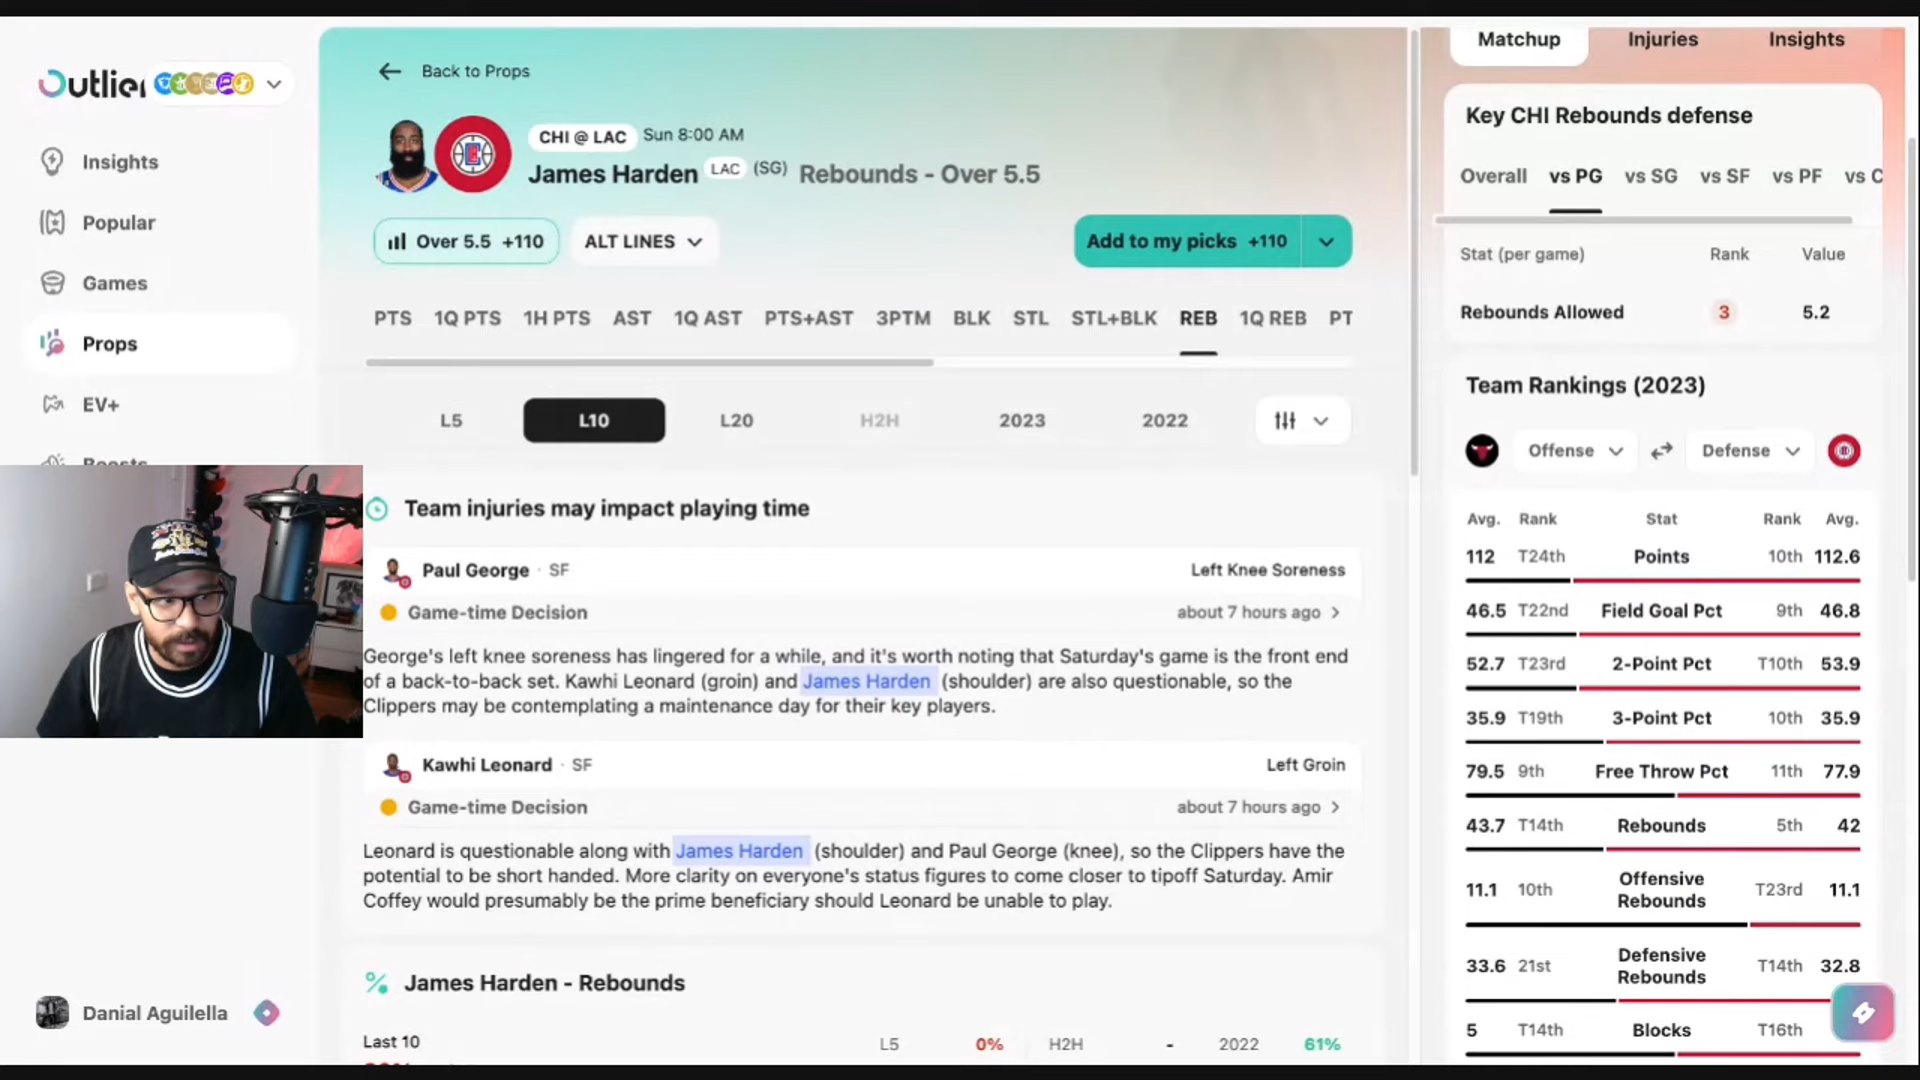 Outlier
Insights
Popular
Games
Props
EV+
Danial Aguilella
Back to Props
CHI @ LAC Sun 8:00 AM
James Harden LAC (SG) Rebounds - Over 5.5
Over 5.5 +110
ALT LINES
Add to my picks +110
PTS 1Q PTS 1H PTS AST 1Q AST PTS+AST 3PTM BLK STL STL+BLK REB 1Q REB PT
L5 L10 L20 H2H 2023 2022
Team injuries may impact playing time
Paul George · SF Left Knee Soreness
Game-time Decision about 7 hours ago >
George's left knee soreness has lingered for a while, and it's worth noting that Saturday's game is the front end
of a back-to-back set. Kawhi Leonard (groin) and James Harden (shoulder) are also questionable, so the
Clippers may be contemplating a maintenance day for their key players.
Kawhi Leonard · SF Left Groin
Game-time Decision about 7 hours ago >
Leonard is questionable along with James Harden (shoulder) and Paul George (knee), so the Clippers have the
potential to be short handed. More clarity on everyone's status figures to come closer to tipoff Saturday. Amir
Coffey would presumably be the prime beneficiary should Leonard be unable to play.
James Harden - Rebounds
Last 10 L5 0% H2H - 2022 61%
Matchup Injuries Insights
Key CHI Rebounds defense
Overall vs PG vs SG vs SF vs PF vs C
Stat (per game) Rank Value
Rebounds Allowed 3 5.2
Team Rankings (2023)
Offense Defense
Avg. Rank Stat Rank Avg.
112 T24th Points 10th 112.6
46.5 T22nd Field Goal Pct 9th 46.8
52.7 T23rd 2-Point Pct T10th 53.9
35.9 T19th 3-Point Pct 10th 35.9
79.5 9th Free Throw Pct 11th 77.9
43.7 T14th Rebounds 5th 42
11.1 10th Offensive Rebounds T23rd 11.1
33.6 21st Defensive Rebounds T14th 32.8
5 T14th Blocks T16th